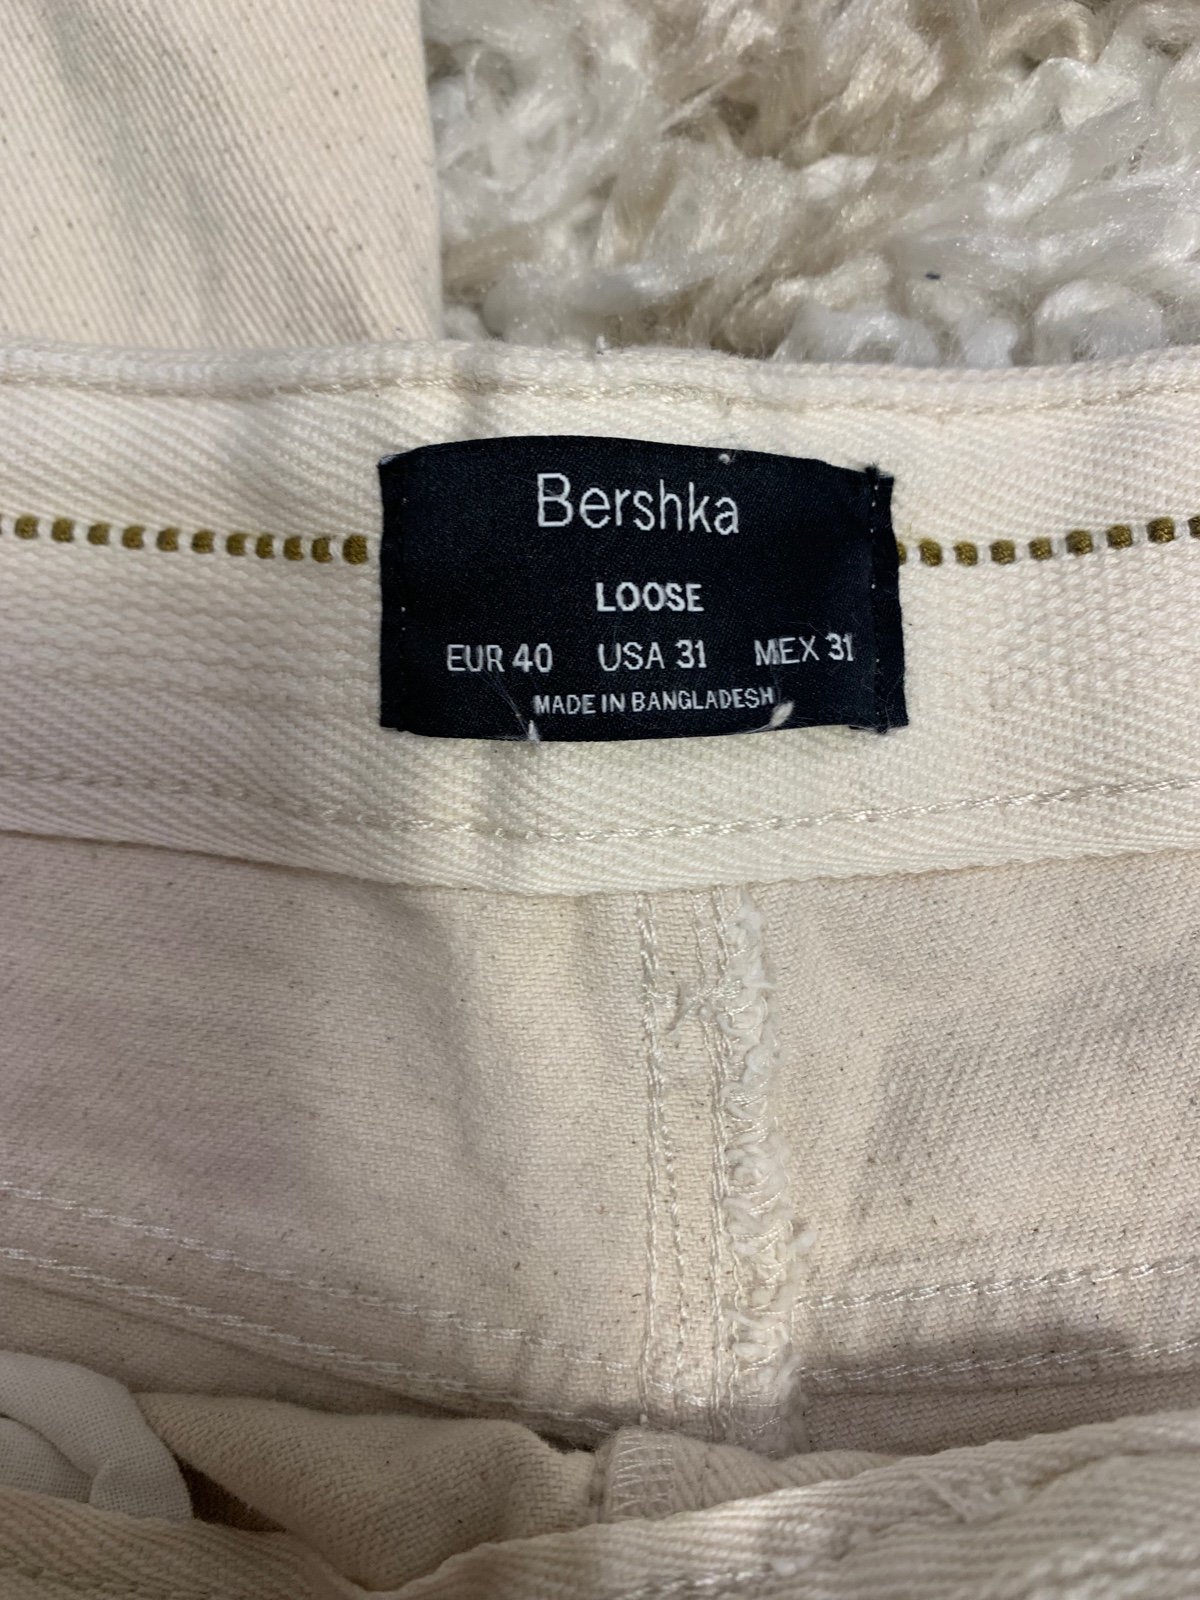 Bershka
LOOSE
EUR 40 USA 31 MEX 31
MADE IN BANGLADESH